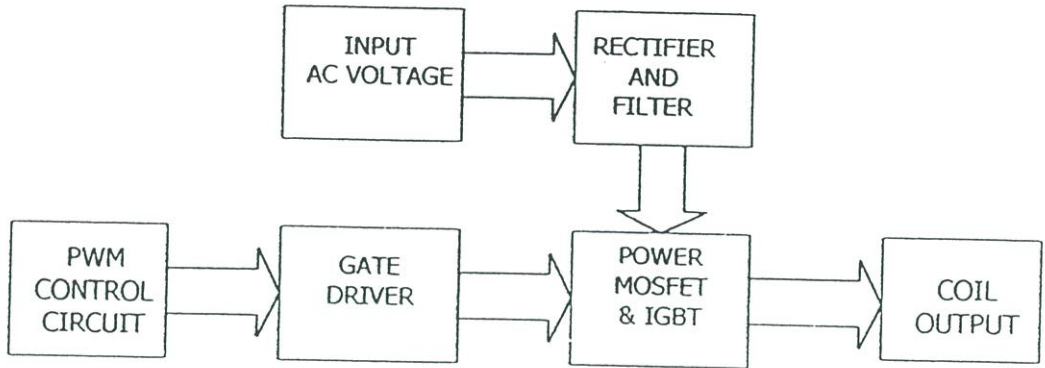 INPUT
AC VOLTAGE
RECTIFIER
AND
FILTER
PWM
CONTROL
CIRCUIT
GATE
DRIVER
POWER
MOSFET
& IGBT
COIL
OUTPUT